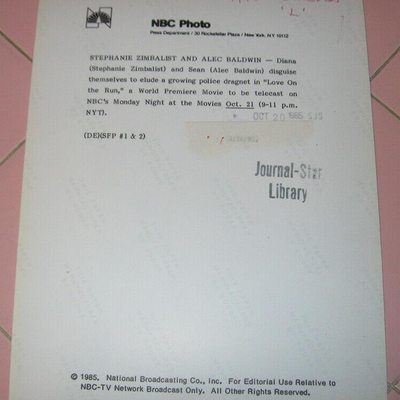 'L'
NBC Photo
Press Department / 30 Rockefeller Plaza / New York, N.Y. 10112
STEPHANIE ZIMBALIST AND ALEC BALDWIN — Diana
(Stephanie Zimbalist) and Sean (Alec Baldwin) disguise
themselves to elude a growing police dragnet in "Love On
the Run," a World Premiere Movie to be telecast on
NBC's Monday Night at the Movies Oct. 21 (9-11 p.m.
NYT).
OCT 20 1985
(DE)(SFP #1 & 2)
Journal-Star
Library
© 1985, National Broadcasting Co., Inc. For Editorial Use Relative to
NBC-TV Network Broadcast Only. All Other Rights Reserved.